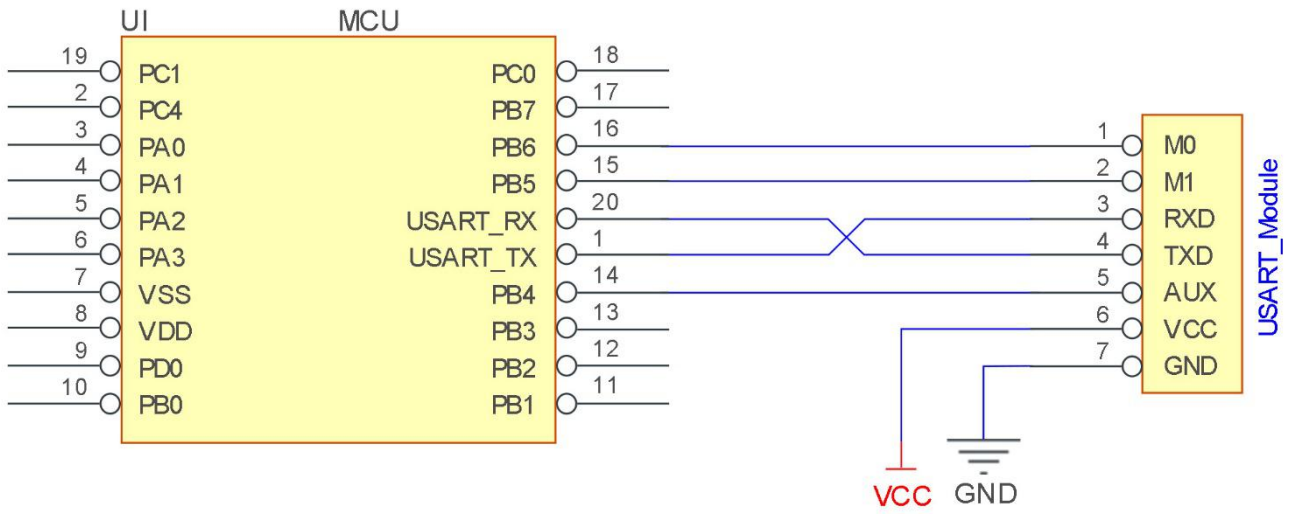 UI MCU
19 PC1 PC0 18
2 PC4 PB7 17
3 PA0 PB6 16 1 M0
4 PA1 PB5 15 2 M1
5 PA2 USART_RX 20 3 RXD
6 PA3 USART_TX 1 4 TXD
7 VSS PB4 14 5 AUX
8 VDD PB3 13 6 VCC
9 PD0 PB2 12 7 GND
10 PB0 PB1 11
USART_Module
VCC GND